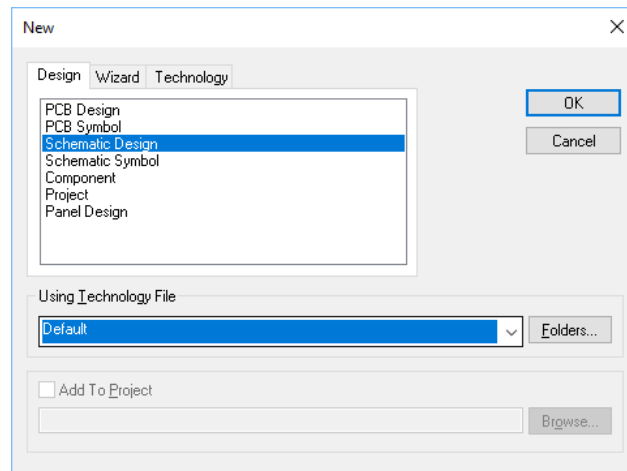 New
Design Wizard Technology
PCB Design
PCB Symbol
Schematic Design
Schematic Symbol
Component
Project
Panel Design
OK
Cancel
Using Technology File
Default
Folders...
Add To Project
Browse...